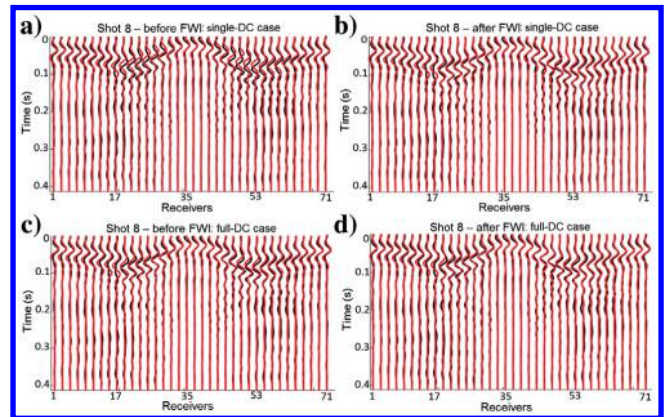 a)
Shot 8 – before FWI: single-DC case
0
0.1
0.2
0.3
0.4
Time (s)
1 17 35 53 71
Receivers
b)
Shot 8 – after FWI: single-DC case
0
0.1
0.2
0.3
0.4
Time (s)
1 17 35 53 71
Receivers
c)
Shot 8 – before FWI: full-DC case
0
0.1
0.2
0.3
0.4
Time (s)
1 17 35 53 71
Receivers
d)
Shot 8 – after FWI: full-DC case
0
0.1
0.2
0.3
0.4
Time (s)
1 17 35 53 71
Receivers